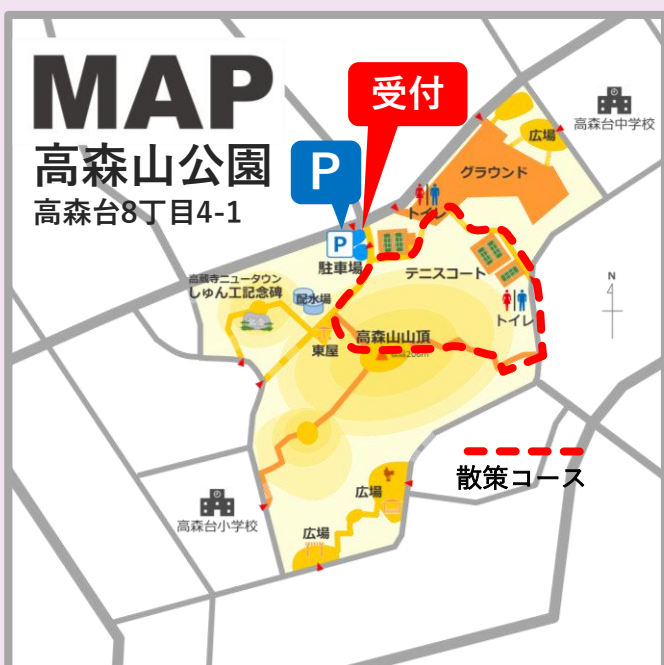 MAP
高森山公園
高森台8丁目4-1
受付
P
高森台中学校
広場
グラウンド
トイレ
P
駐車場
テニスコート
N
高蔵寺ニュータウン
しゅん工記念碑
配水場
トイレ
東屋
高森山山頂
散策コース
高森台小学校
広場
広場